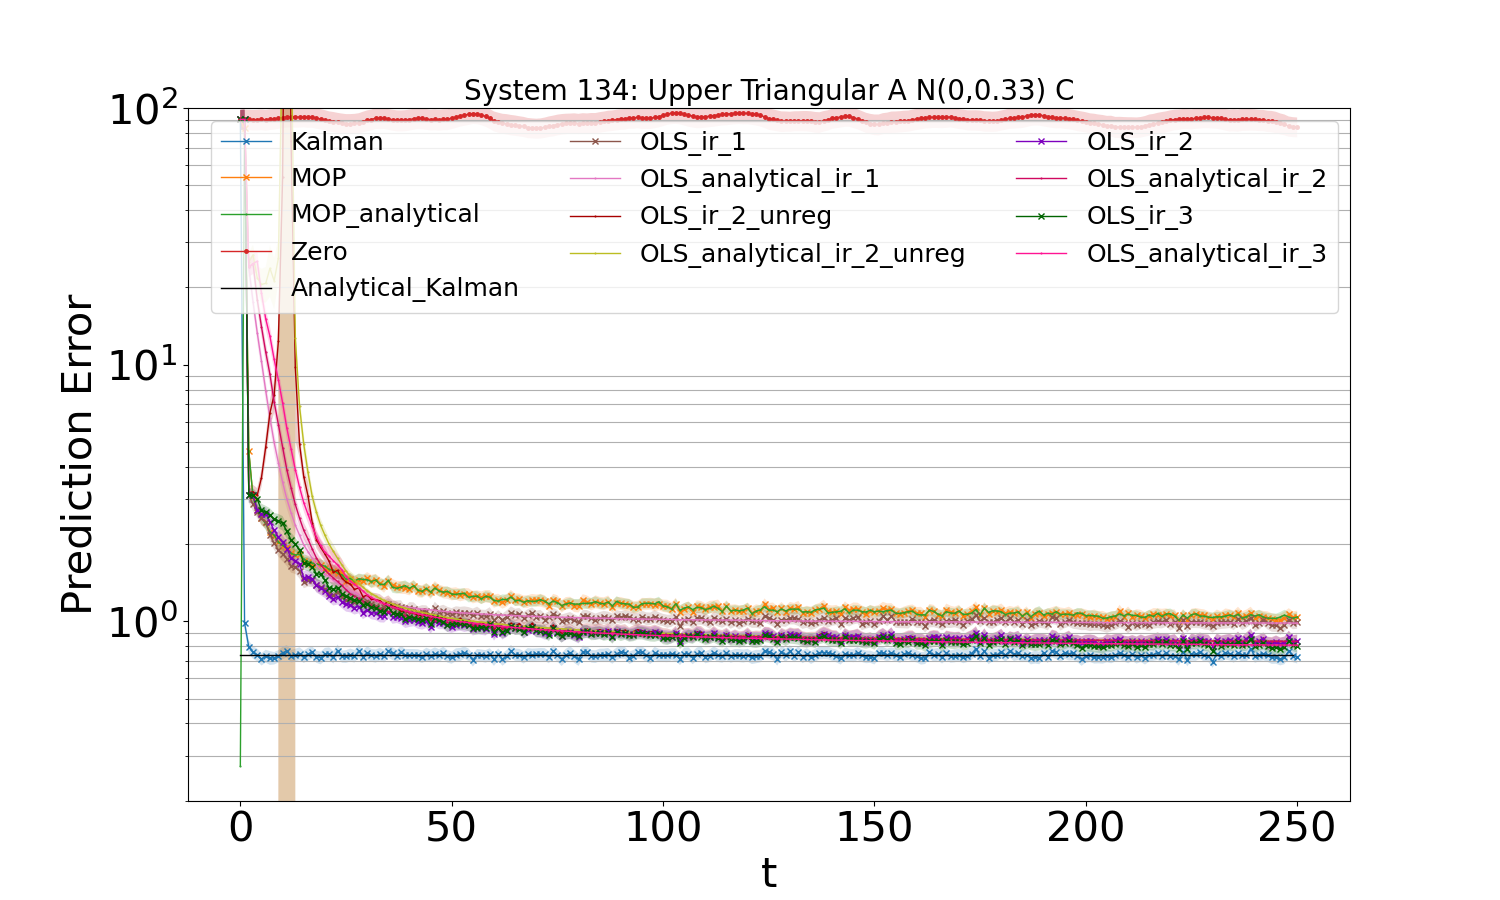 System 134: Upper Triangular A N(0,0.33) C
Prediction Error
10²
10¹
10⁰
Kalman
MOP
MOP_analytical
Zero
Analytical_Kalman
OLS_ir_1
OLS_analytical_ir_1
OLS_ir_2_unreg
OLS_analytical_ir_2_unreg
OLS_ir_2
OLS_analytical_ir_2
OLS_ir_3
OLS_analytical_ir_3
0 50 100 150 200 250
t